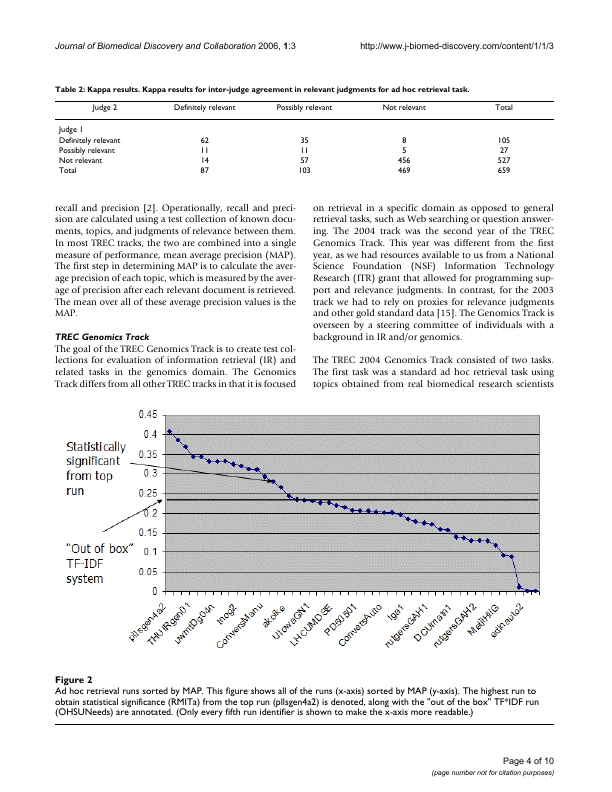 Journal of Biomedical Discovery and Collaboration 2006, 1:3 http://www.j-biomed-discovery.com/content/1/1/3
Table 2: Kappa results. Kappa results for inter-judge agreement in relevant judgments for ad hoc retrieval task.
Judge 2 Definitely relevant Possibly relevant Not relevant Total
Judge 1
Definitely relevant 62 35 8 105
Possibly relevant 11 11 5 27
Not relevant 14 57 456 527
Total 87 103 469 659
recall and precision [2]. Operationally, recall and preci-
sion are calculated using a test collection of known docu-
ments, topics, and judgments of relevance between them.
In most TREC tracks, the two are combined into a single
measure of performance, mean average precision (MAP).
The first step in determining MAP is to calculate the aver-
age precision of each topic, which is measured by the aver-
age of precision after each relevant document is retrieved.
The mean over all of these average precision values is the
MAP.
TREC Genomics Track
The goal of the TREC Genomics Track is to create test col-
lections for evaluation of information retrieval (IR) and
related tasks in the genomics domain. The Genomics
Track differs from all other TREC tracks in that it is focused
on retrieval in a specific domain as opposed to general
retrieval tasks, such as Web searching or question answer-
ing. The 2004 track was the second year of the TREC
Genomics Track. This year was different from the first
year, as we had resources available to us from a National
Science Foundation (NSF) Information Technology
Research (ITR) grant that allowed for programming sup-
port and relevance judgments. In contrast, for the 2003
track we had to rely on proxies for relevance judgments
and other gold standard data [15]. The Genomics Track is
overseen by a steering committee of individuals with a
background in IR and/or genomics.
The TREC 2004 Genomics Track consisted of two tasks.
The first task was a standard ad hoc retrieval task using
topics obtained from real biomedical research scientists
0.45
0.4
0.35
0.3
0.25
0.2
0.15
0.1
0.05
0
Statistically
significant
from top
run
"Out of box"
TF-IDF
system
pllsgen4a2
THUIRgen01
uwmtDg04n
tnog2
ConversManu
akoike
UIowaGN1
LHCUMDSE
PD50501
ConversAuto
lga1
rutgersGAH1
DCUmatn1
rutgersGAH2
MeijiHilG
edinauto2
Figure 2
Ad hoc retrieval runs sorted by MAP. This figure shows all of the runs (x-axis) sorted by MAP (y-axis). The highest run to
obtain statistical significance (RMITa) from the top run (pllsgen4a2) is denoted, along with the "out of the box" TF*IDF run
(OHSUNeeds) are annotated. (Only every fifth run identifier is shown to make the x-axis more readable.)
Page 4 of 10
(page number not for citation purposes)